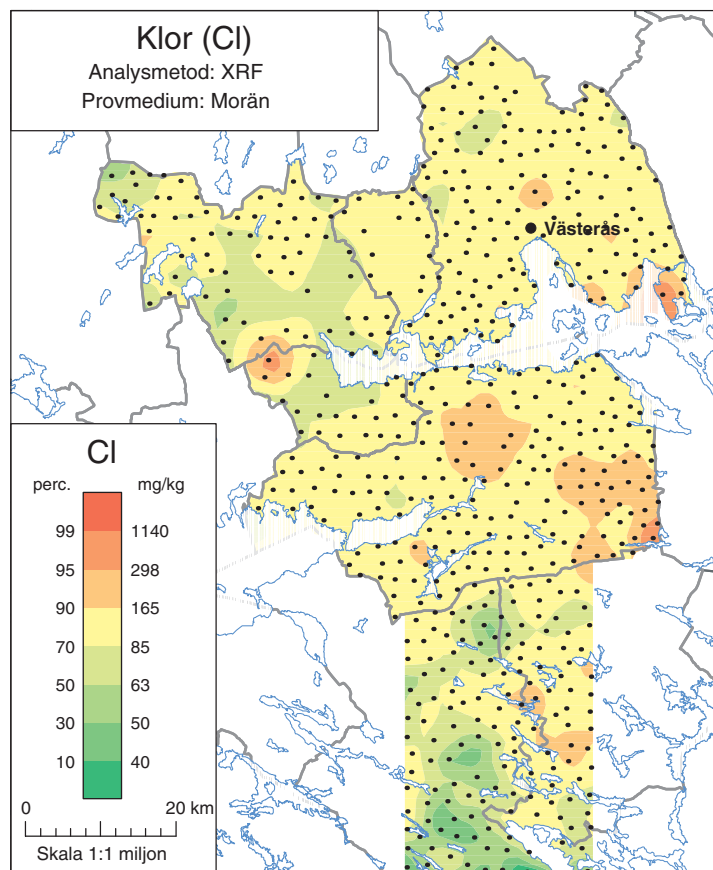 Klor (Cl)
Analysmetod: XRF
Provmedium: Morän
Västerås
Cl
perc. mg/kg
99 1140
95 298
90 165
70 85
50 63
30 50
10 40
0 20 km
Skala 1:1 miljon